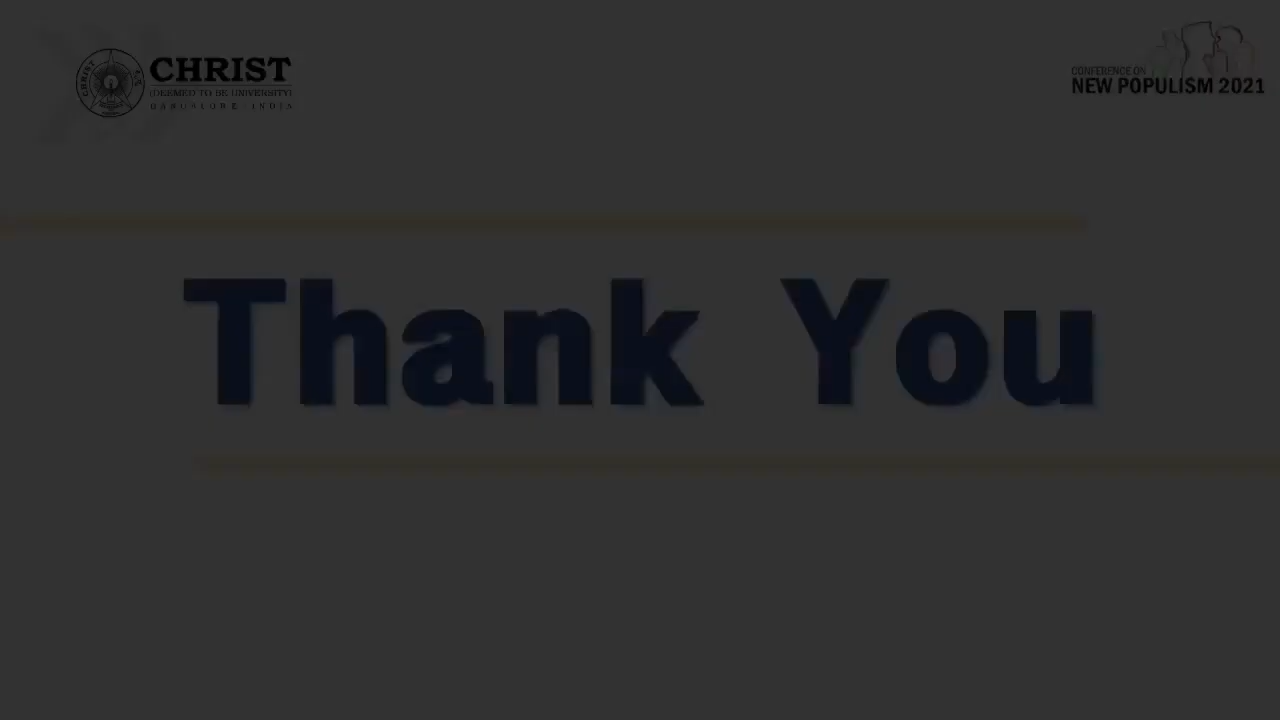 CHRIST
(DEEMED TO BE UNIVERSITY)
BANGALORE · INDIA
CONFERENCE ON
NEW POPULISM 2021
Thank You